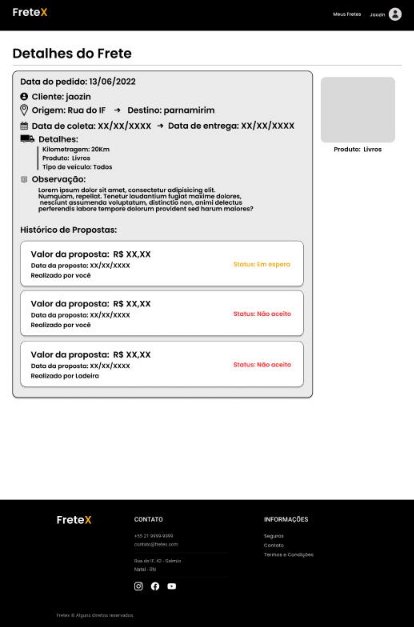 FreteX
Meus Fretes
Jaozin
Detalhes do Frete
Data do pedido: 13/06/2022
Cliente: jaozin
Origem: Rua do IF → Destino: parnamirim
Data de coleta: XX/XX/XXXX → Data de entrega: XX/XX/XXXX
Detalhes:
Kilometragem: 20Km
Produto: Livros
Tipo de veículo: Todos
Observação:
Lorem ipsum dolor sit amet, consectetur adipisicing elit.
Numquam, repellat. Tenetur laudantium fugiat maxime dolores,
nesciunt assumenda voluptatum, distinctio non, animi delectus
perferendis labore tempore dolorum provident sed harum maiores?
Produto: Livros
Histórico de Propostas:
Valor da proposta: R$ XX,XX
Data da proposta: XX/XX/XXXX
Realizado por você
Status: Em espera
Valor da proposta: R$ XX,XX
Data da proposta: XX/XX/XXXX
Realizado por você
Status: Não aceito
Valor da proposta: R$ XX,XX
Data da proposta: XX/XX/XXXX
Realizado por Ladeira
Status: Não aceito
FreteX
CONTATO
+55 21 9999-9999
contato@fretex.com
Rua do IF, 62 - Salmia
Natal - RN
INFORMAÇÕES
Seguros
Contato
Termos e Condições
Fretex © Alguns direitos reservados